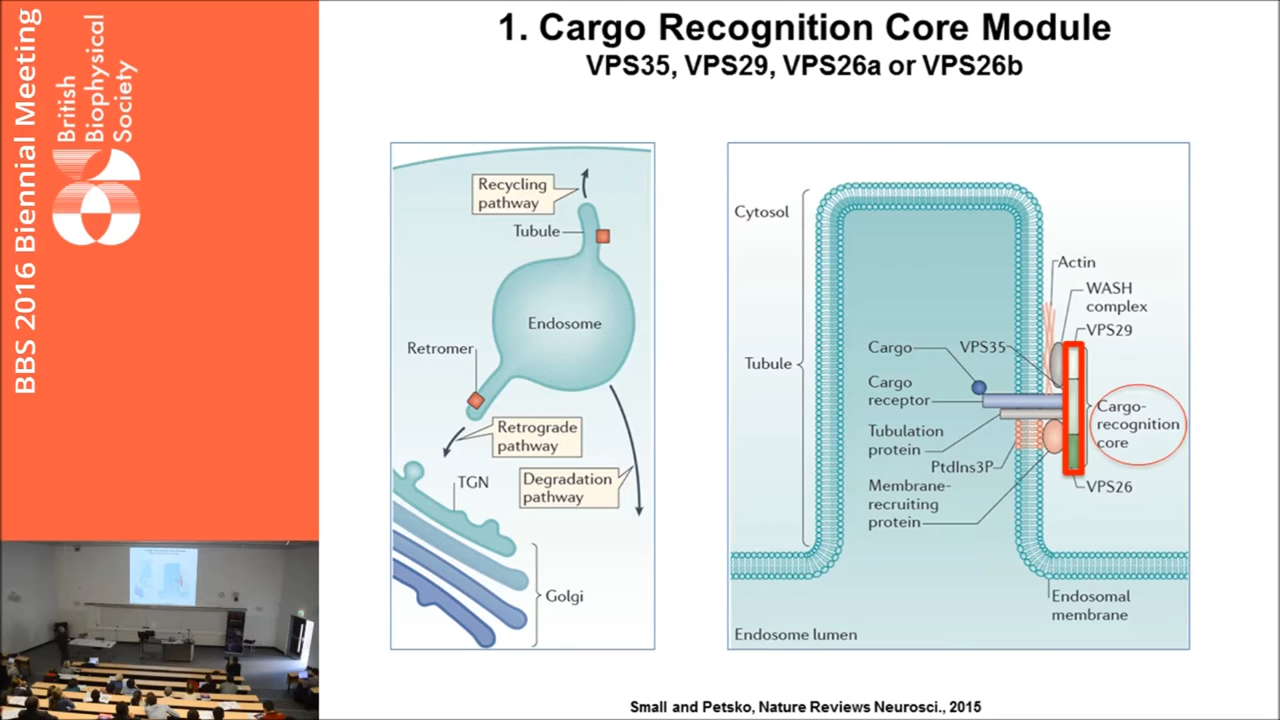 BBS 2016 Biennial Meeting
British
Biophysical
Society
1. Cargo Recognition Core Module
VPS35, VPS29, VPS26a or VPS26b
Recycling
pathway
Tubule
Endosome
Retromer
Retrograde
pathway
TGN
Degradation
pathway
Golgi
Cytosol
Actin
WASH
complex
VPS29
Cargo
VPS35
Tubule
Cargo
receptor
Cargo-
recognition
core
Tubulation
protein
PtdIns3P
Membrane-
recruiting
protein
VPS26
Endosomal
membrane
Endosome lumen
Small and Petsko, Nature Reviews Neurosci., 2015